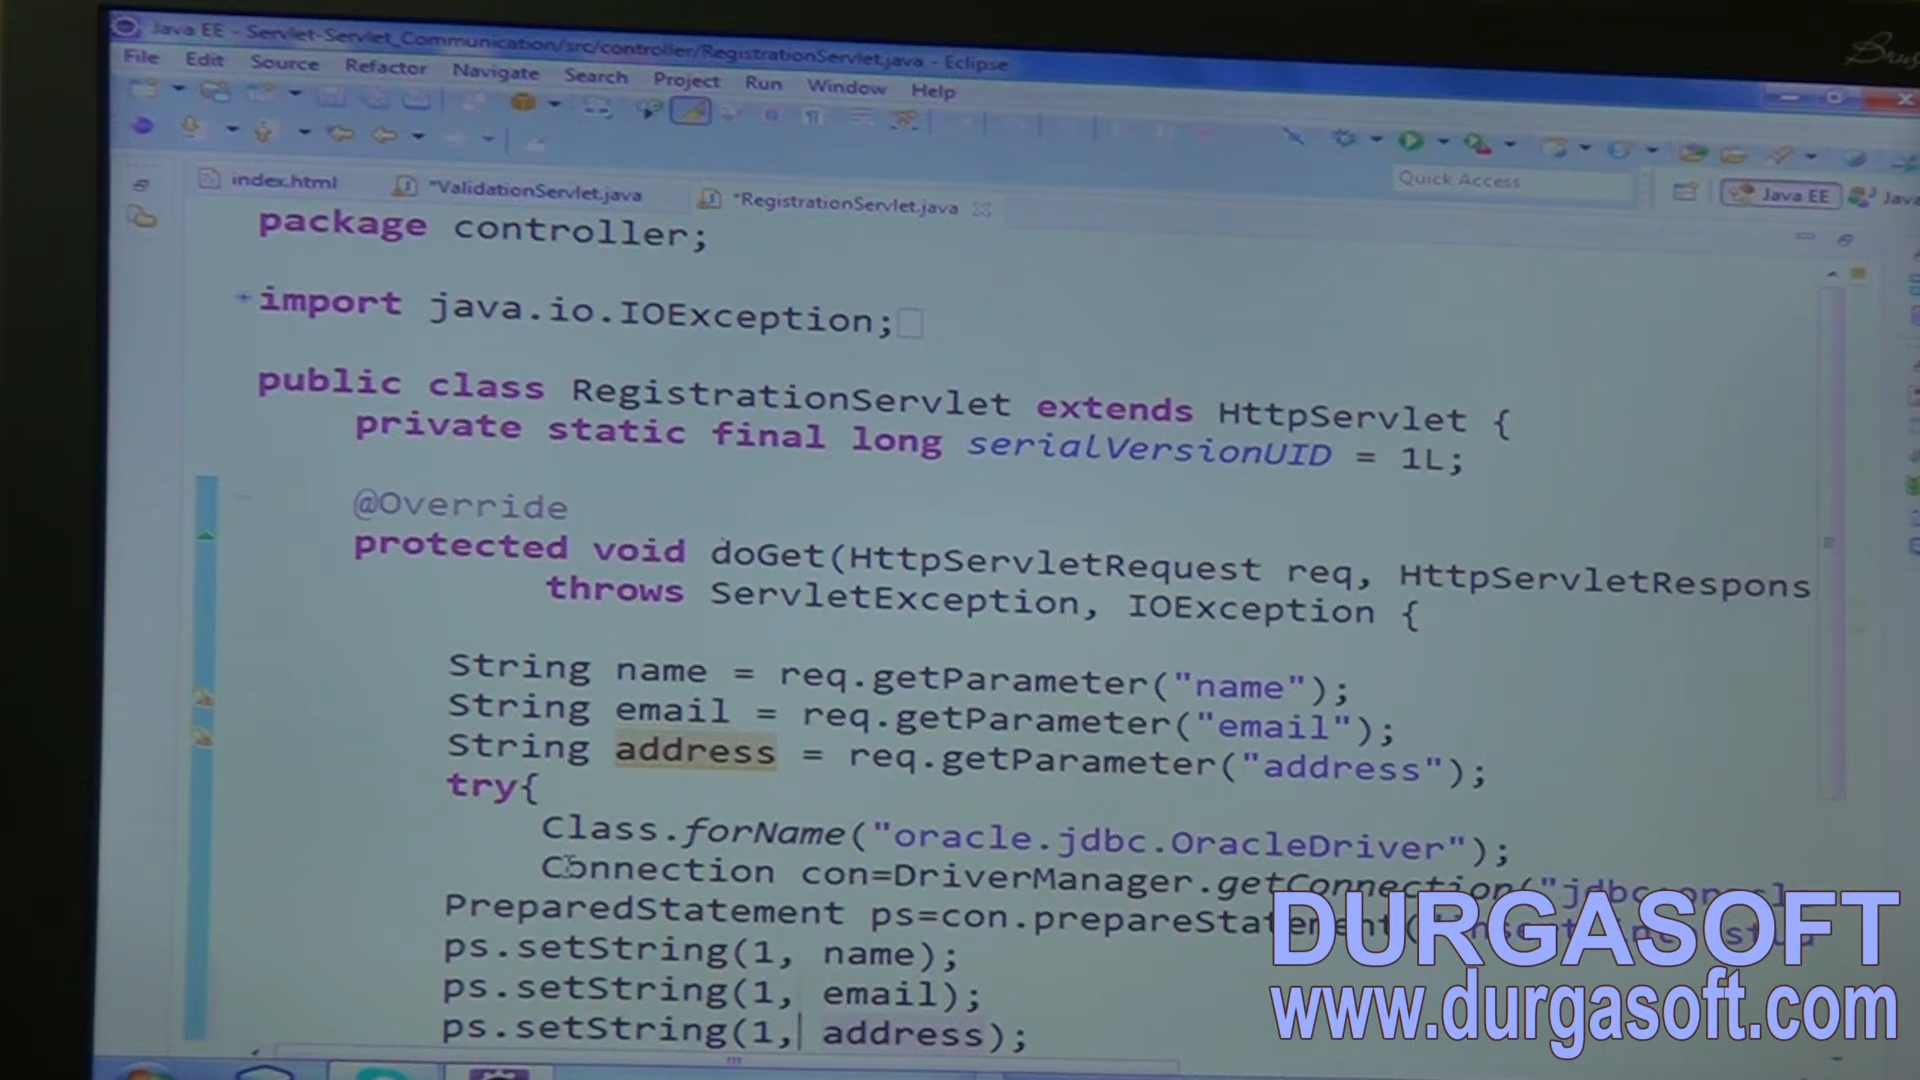 Java EE - Servlet-Servlet_Communication/src/controller/RegistrationServlet.java - Eclipse
File Edit Source Refactor Navigate Search Project Run Window Help
Quick Access
Java EE
Java
index.html *ValidationServlet.java *RegistrationServlet.java
package controller;
import java.io.IOException;
public class RegistrationServlet extends HttpServlet {
private static final long serialVersionUID = 1L;
@Override
protected void doGet(HttpServletRequest req, HttpServletRespons
throws ServletException, IOException {
String name = req.getParameter("name");
String email = req.getParameter("email");
String address = req.getParameter("address");
try{
Class.forName("oracle.jdbc.OracleDriver");
Connection con=DriverManager.getConnection("jdbc:oracl
PreparedStatement ps=con.prepareStatement(
ps.setString(1, name);
ps.setString(1, email);
ps.setString(1, address);
DURGASOFT
www.durgasoft.com